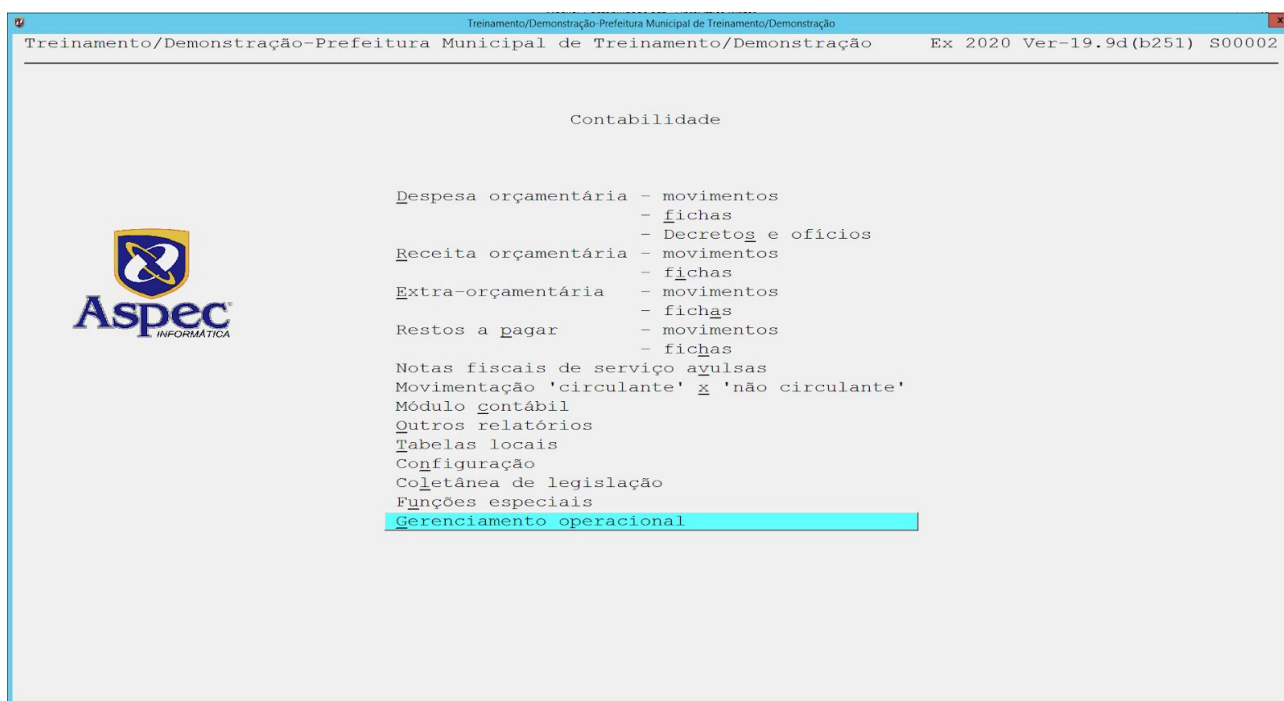 Treinamento/Demonstração-Prefeitura Municipal de Treinamento/Demonstração
x
Treinamento/Demonstração-Prefeitura Municipal de Treinamento/Demonstração Ex 2020 Ver-19.9d(b251) S00002
Contabilidade
Despesa orçamentária - movimentos
- fichas
- Decretos e ofícios
Receita orçamentária - movimentos
- fichas
Extra-orçamentária - movimentos
- fichas
Restos a pagar - movimentos
- fichas
Notas fiscais de serviço avulsas
Movimentação 'circulante' x 'não circulante'
Módulo contábil
Outros relatórios
Tabelas locais
Configuração
Coletânea de legislação
Funções especiais
Gerenciamento operacional
Aspec
INFORMÁTICA